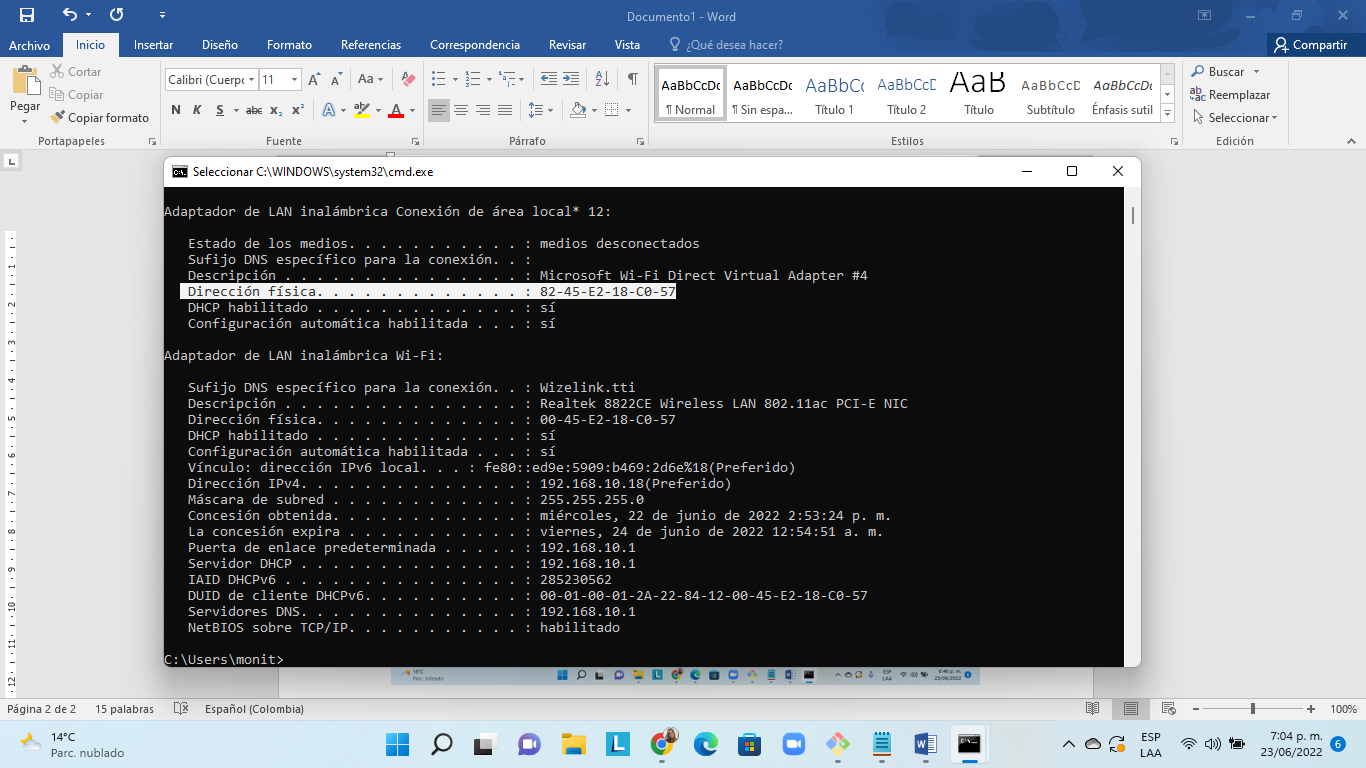 Documento1 - Word
Archivo Inicio Insertar Diseño Formato Referencias Correspondencia Revisar Vista ¿Qué desea hacer? Compartir
Pegar
Cortar
Copiar
Copiar formato
Portapapeles
Calibri (Cuerpo 11
N K S abc x₂ x²
Fuente
Párrafo
AaBbCcDc AaBbCcDc AaBbCc AaBbCcD AaB AaBbCcD AaBbCcDc
¶ Normal ¶ Sin espa... Título 1 Título 2 Título Subtítulo Énfasis sutil
Estilos
Buscar
Reemplazar
Seleccionar
Edición
Seleccionar C:\WINDOWS\system32\cmd.exe
Adaptador de LAN inalámbrica Conexión de área local* 12:
Estado de los medios. . . . . . . . . . . : medios desconectados
Sufijo DNS específico para la conexión. . :
Descripción . . . . . . . . . . . . . . . : Microsoft Wi-Fi Direct Virtual Adapter #4
Dirección física. . . . . . . . . . . . . : 82-45-E2-18-C0-57
DHCP habilitado . . . . . . . . . . . . . : sí
Configuración automática habilitada . . . : sí
Adaptador de LAN inalámbrica Wi-Fi:
Sufijo DNS específico para la conexión. . : Wizelink.tti
Descripción . . . . . . . . . . . . . . . : Realtek 8822CE Wireless LAN 802.11ac PCI-E NIC
Dirección física. . . . . . . . . . . . . : 00-45-E2-18-C0-57
DHCP habilitado . . . . . . . . . . . . . : sí
Configuración automática habilitada . . . : sí
Vínculo: dirección IPv6 local. . . : fe80::ed9e:5909:b469:2d6e%18(Preferido)
Dirección IPv4. . . . . . . . . . . . . . : 192.168.10.18(Preferido)
Máscara de subred . . . . . . . . . . . . : 255.255.255.0
Concesión obtenida. . . . . . . . . . . . : miércoles, 22 de junio de 2022 2:53:24 p. m.
La concesión expira . . . . . . . . . . . : viernes, 24 de junio de 2022 12:54:51 a. m.
Puerta de enlace predeterminada . . . . . : 192.168.10.1
Servidor DHCP . . . . . . . . . . . . . . : 192.168.10.1
IAID DHCPv6 . . . . . . . . . . . . . . . : 285230562
DUID de cliente DHCPv6. . . . . . . . . . : 00-01-00-01-2A-22-84-12-00-45-E2-18-C0-57
Servidores DNS. . . . . . . . . . . . . . : 192.168.10.1
NetBIOS sobre TCP/IP. . . . . . . . . . . : habilitado
C:\Users\monit>
Página 2 de 2 15 palabras Español (Colombia) 100%
14°C
Parc. nublado
ESP
LAA
7:04 p. m.
23/06/2022
6